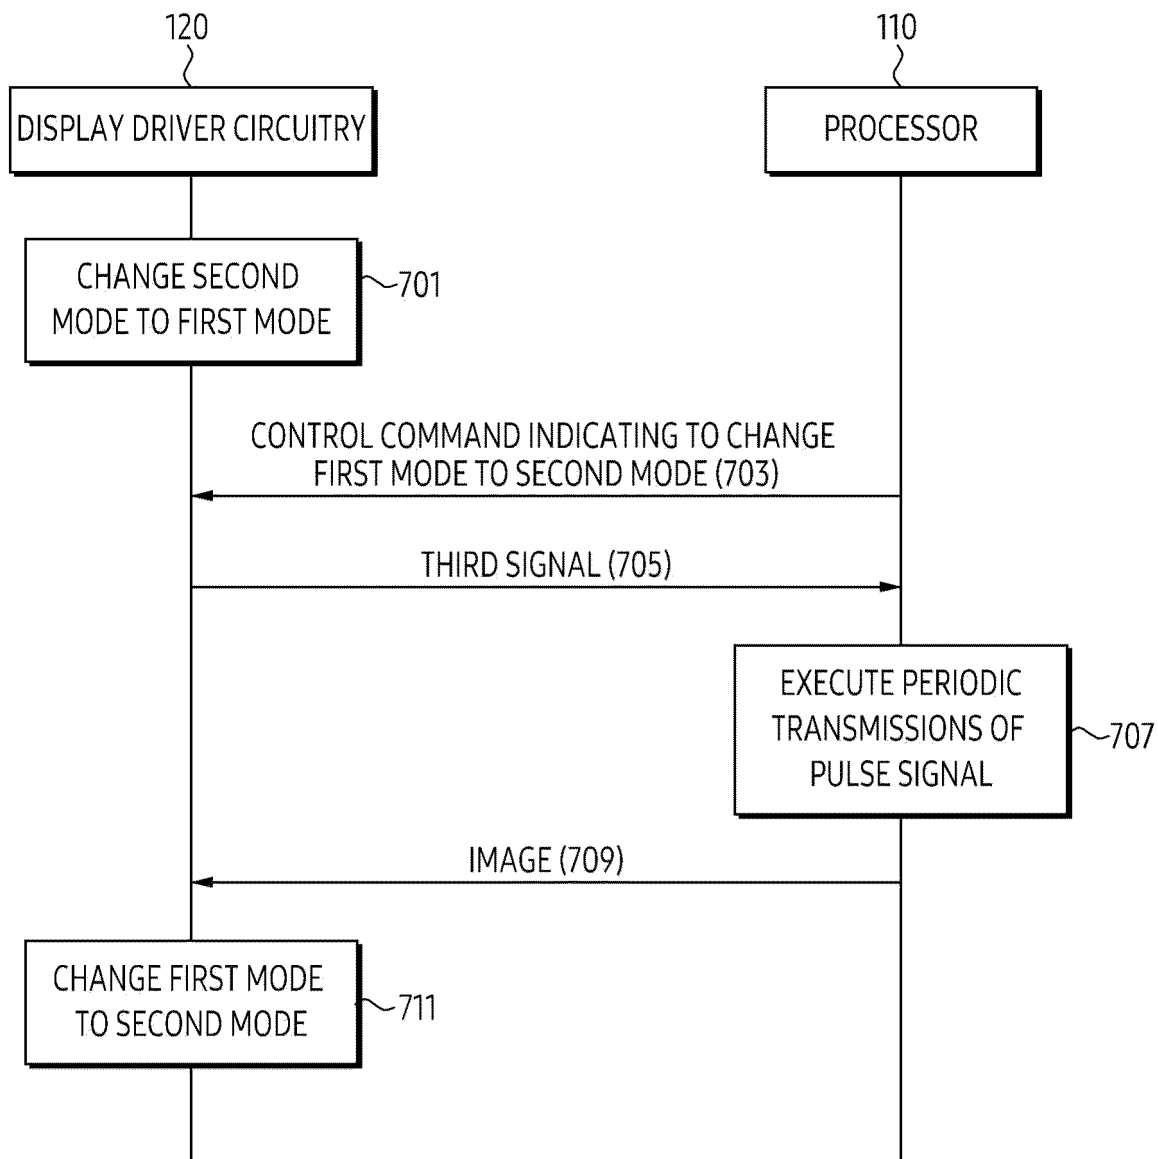 120
110
DISPLAY DRIVER CIRCUITRY
PROCESSOR
CHANGE SECOND
MODE TO FIRST MODE
701
CONTROL COMMAND INDICATING TO CHANGE
FIRST MODE TO SECOND MODE (703)
THIRD SIGNAL (705)
EXECUTE PERIODIC
TRANSMISSIONS OF
PULSE SIGNAL
707
IMAGE (709)
CHANGE FIRST MODE
TO SECOND MODE
711